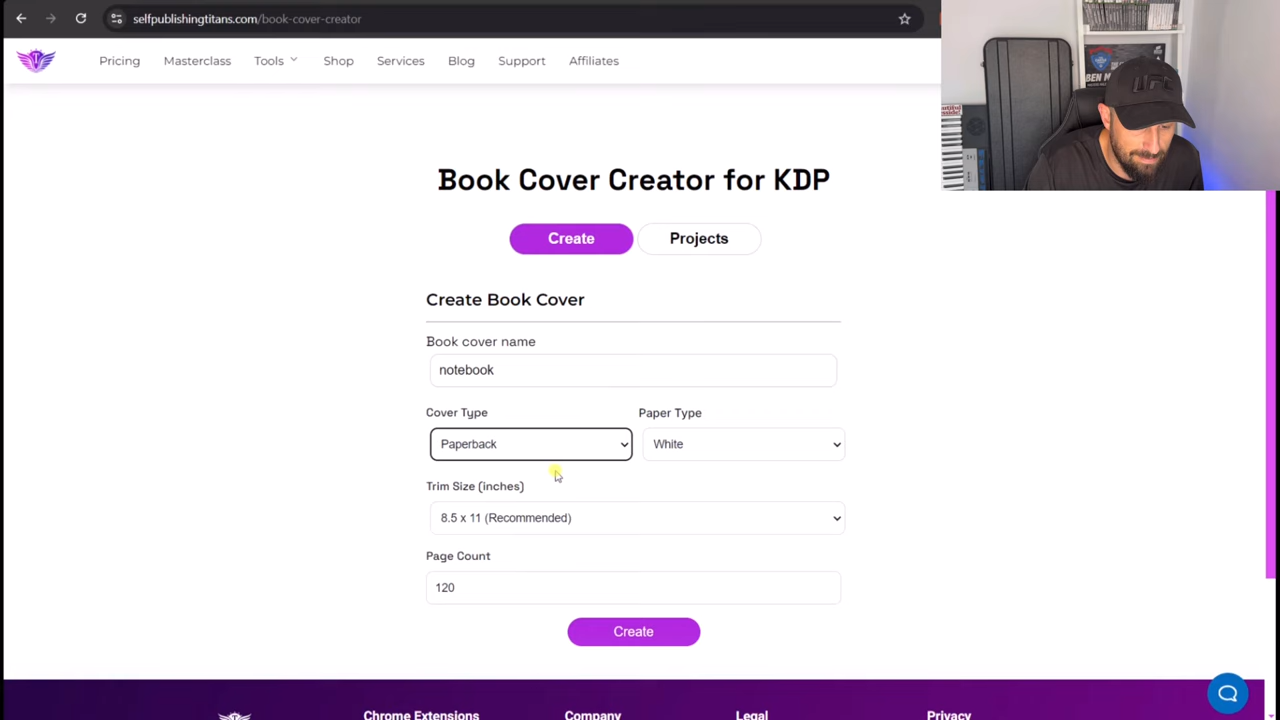 selfpublishingtitans.com/book-cover-creator
Pricing Masterclass Tools Shop Services Blog Support Affiliates
Book Cover Creator for KDP
Create Projects
Create Book Cover
Book cover name
notebook
Cover Type Paper Type
Paperback White
Trim Size (inches)
8.5 x 11 (Recommended)
Page Count
120
Create
Chrome Extensions Company Legal Privacy